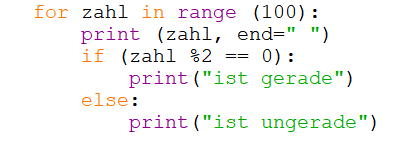 for zahl in range (100):
    print (zahl, end=" ")
    if (zahl %2 == 0):
        print("ist gerade")
    else:
        print("ist ungerade")